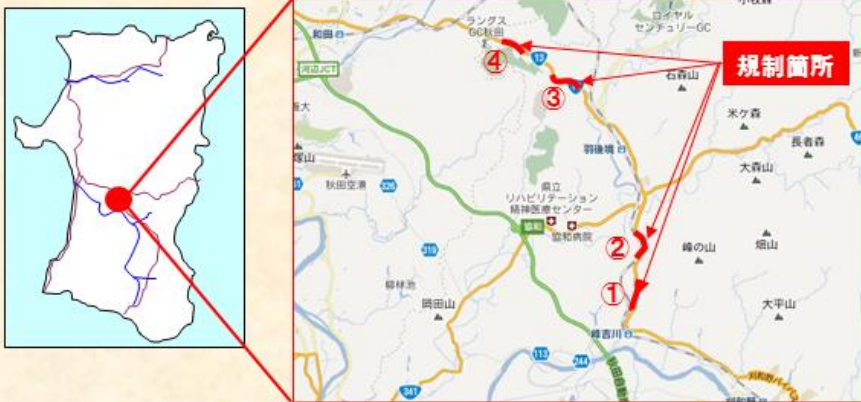 ラングス
GC秋田
ロイヤル
センチュリーGC
和田
④
13
規制箇所
河辺JCT
③
石森山
米ケ森
長者森
羽後境
大森山
秋田空港
県立
リハビリテーション
精神医療センター
協和
協和病院
②
峰の山
畑山
319
①
岡田山
大平山
峰吉川
113
341